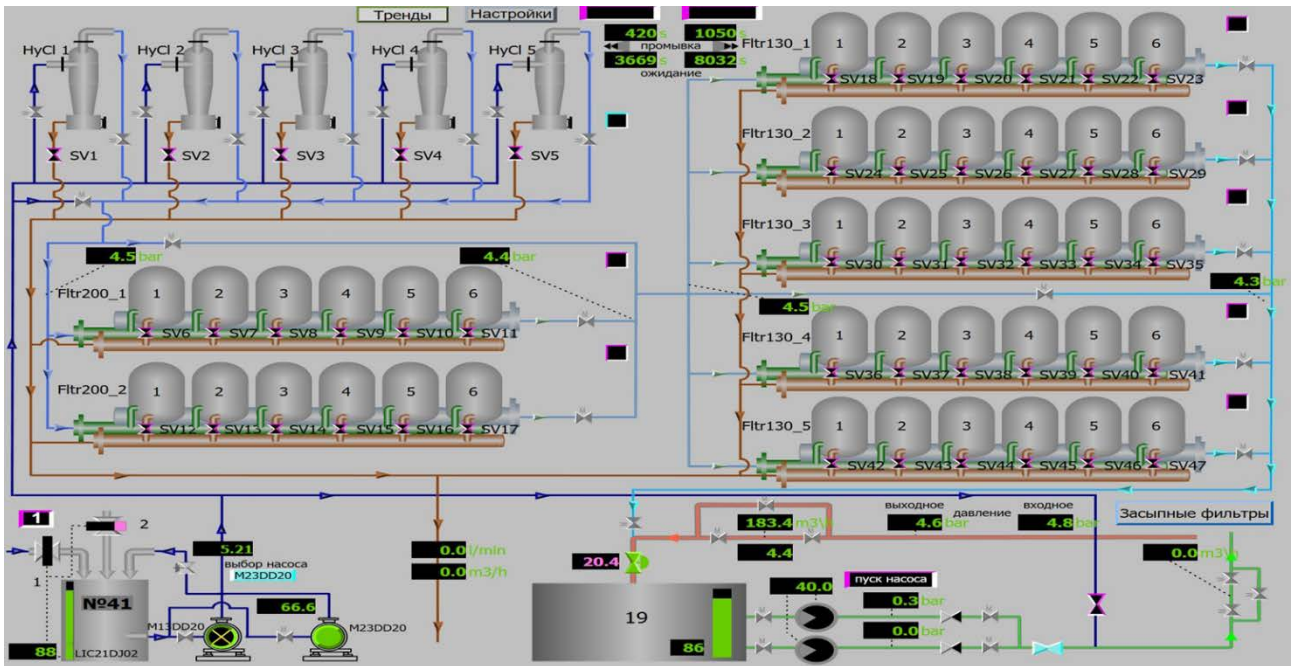 Тренды Настройки
420 s 1050 s
промывка
3669 s 8032 s
ожидание
HyCl 1 HyCl 2 HyCl 3 HyCl 4 HyCl 5
SV1 SV2 SV3 SV4 SV5
Fltr130_1 1 2 3 4 5 6
SV18 SV19 SV20 SV21 SV22 SV23
Fltr130_2 1 2 3 4 5 6
SV24 SV25 SV26 SV27 SV28 SV29
Fltr130_3 1 2 3 4 5 6
SV30 SV31 SV32 SV33 SV34 SV35
4.5 bar 4.4 bar
4.5 bar 4.3 bar
Fltr200_1 1 2 3 4 5 6
SV6 SV7 SV8 SV9 SV10 SV11
Fltr130_4 1 2 3 4 5 6
SV36 SV37 SV38 SV39 SV40 SV41
Fltr200_2 1 2 3 4 5 6
SV12 SV13 SV14 SV15 SV16 SV17
Fltr130_5 1 2 3 4 5 6
SV42 SV43 SV44 SV45 SV46 SV47
1 2
5.21
выбор насоса
M23DD20
66.6
1
№41
M13DD20
M23DD20
88.
LIC21DJ02
0.0 l/min
0.0 m3/h
183.4
4.4
20.4
выходное давление входное
4.6 bar 4.8 bar
Засыпные фильтры
0.0
19
86
40.0
пуск насоса
0.3 bar
0.0 bar